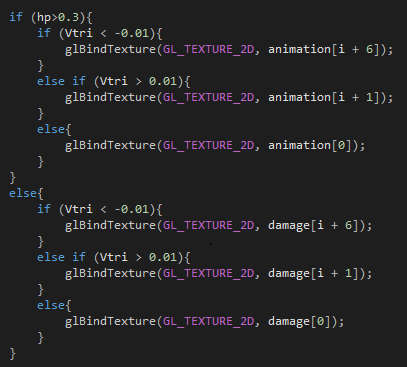 if (hp>0.3){
    if (Vtri < -0.01){
        glBindTexture(GL_TEXTURE_2D, animation[i + 6]);
    }
    else if (Vtri > 0.01){
        glBindTexture(GL_TEXTURE_2D, animation[i + 1]);
    }
    else{
        glBindTexture(GL_TEXTURE_2D, animation[0]);
    }
}
else{
    if (Vtri < -0.01){
        glBindTexture(GL_TEXTURE_2D, damage[i + 6]);
    }
    else if (Vtri > 0.01){
        glBindTexture(GL_TEXTURE_2D, damage[i + 1]);
    }
    else{
        glBindTexture(GL_TEXTURE_2D, damage[0]);
    }
}